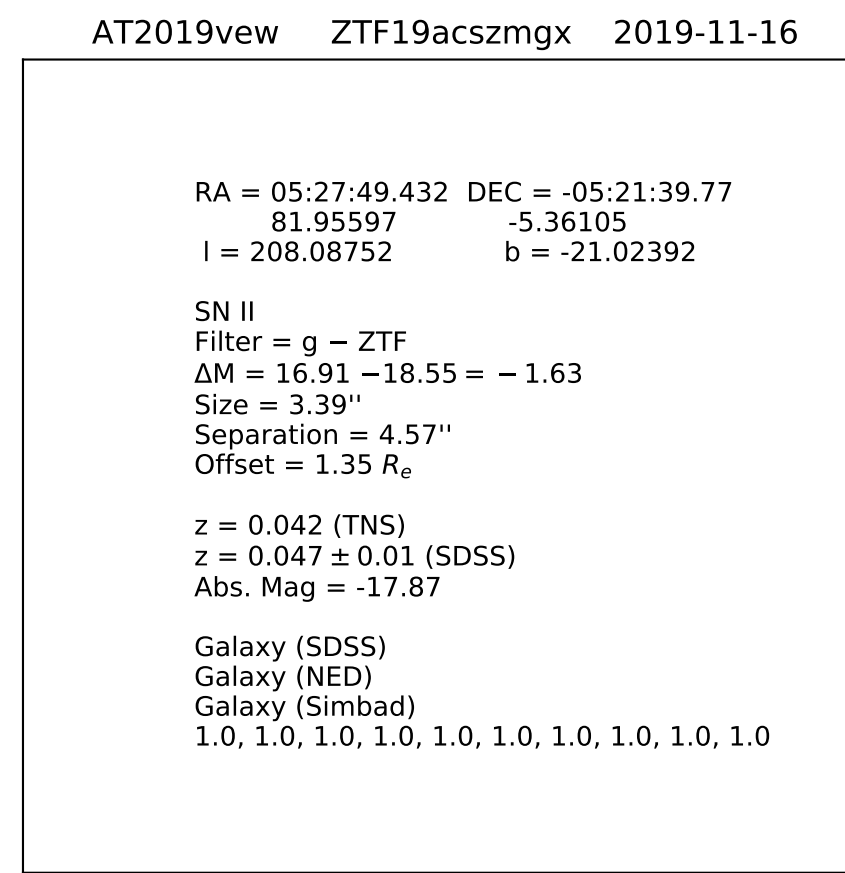 AT2019vew ZTF19acszmgx 2019-11-16
RA = 05:27:49.432 DEC = -05:21:39.77
81.95597 -5.36105
l = 208.08752 b = -21.02392
SN II
Filter = g − ZTF
ΔM = 16.91 −18.55 = − 1.63
Size = 3.39''
Separation = 4.57''
Offset = 1.35 Re
z = 0.042 (TNS)
z = 0.047 ± 0.01 (SDSS)
Abs. Mag = -17.87
Galaxy (SDSS)
Galaxy (NED)
Galaxy (Simbad)
1.0, 1.0, 1.0, 1.0, 1.0, 1.0, 1.0, 1.0, 1.0, 1.0